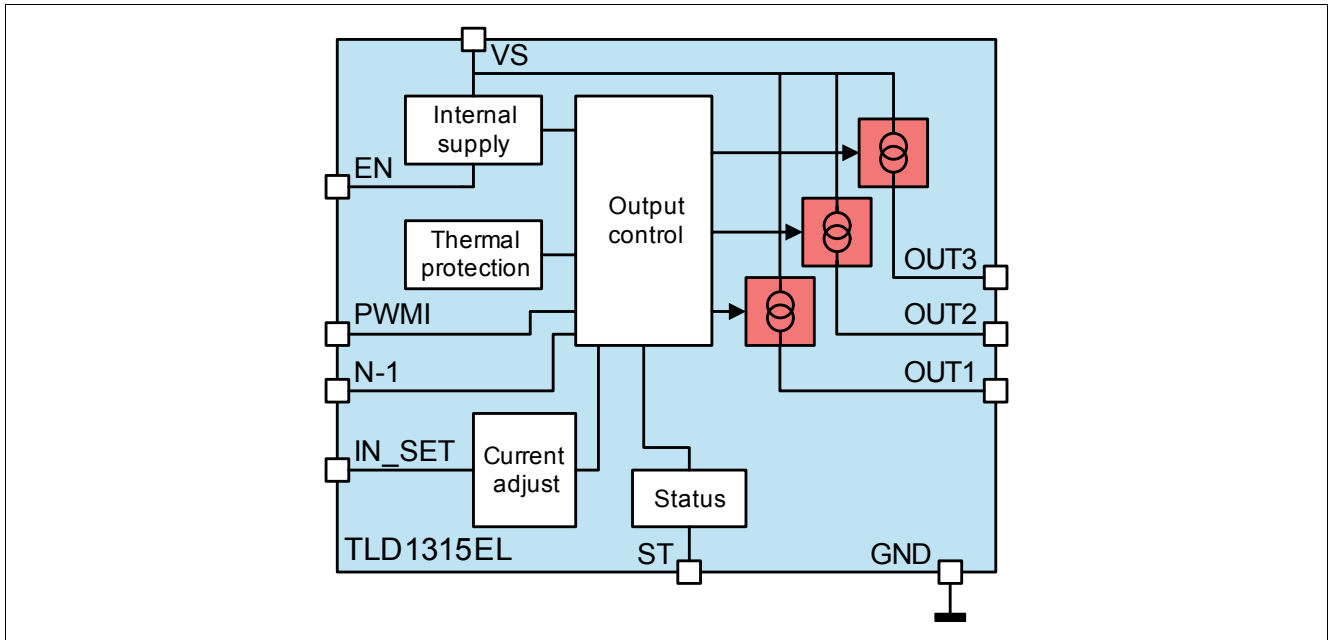 VS
Internal
supply
EN
Output
control
Thermal
protection
OUT3
PWMI
OUT2
N-1
OUT1
IN_SET
Current
adjust
Status
TLD1315EL
ST
GND